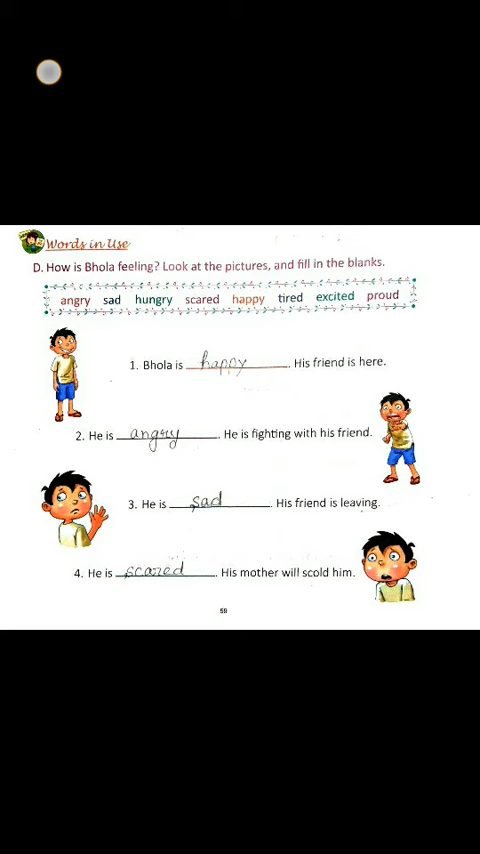 Words in Use
D. How is Bhola feeling? Look at the pictures, and fill in the blanks.
angry sad hungry scared happy tired excited proud
1. Bhola is happy. His friend is here.
2. He is angry. He is fighting with his friend.
3. He is sad. His friend is leaving.
4. He is scared. His mother will scold him.
59